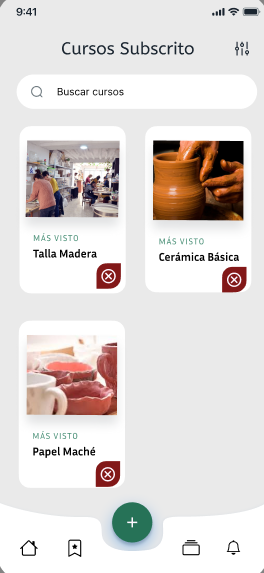 9:41
Cursos Subscrito
Buscar cursos
MÁS VISTO
Talla Madera
MÁS VISTO
Cerámica Básica
MÁS VISTO
Papel Maché